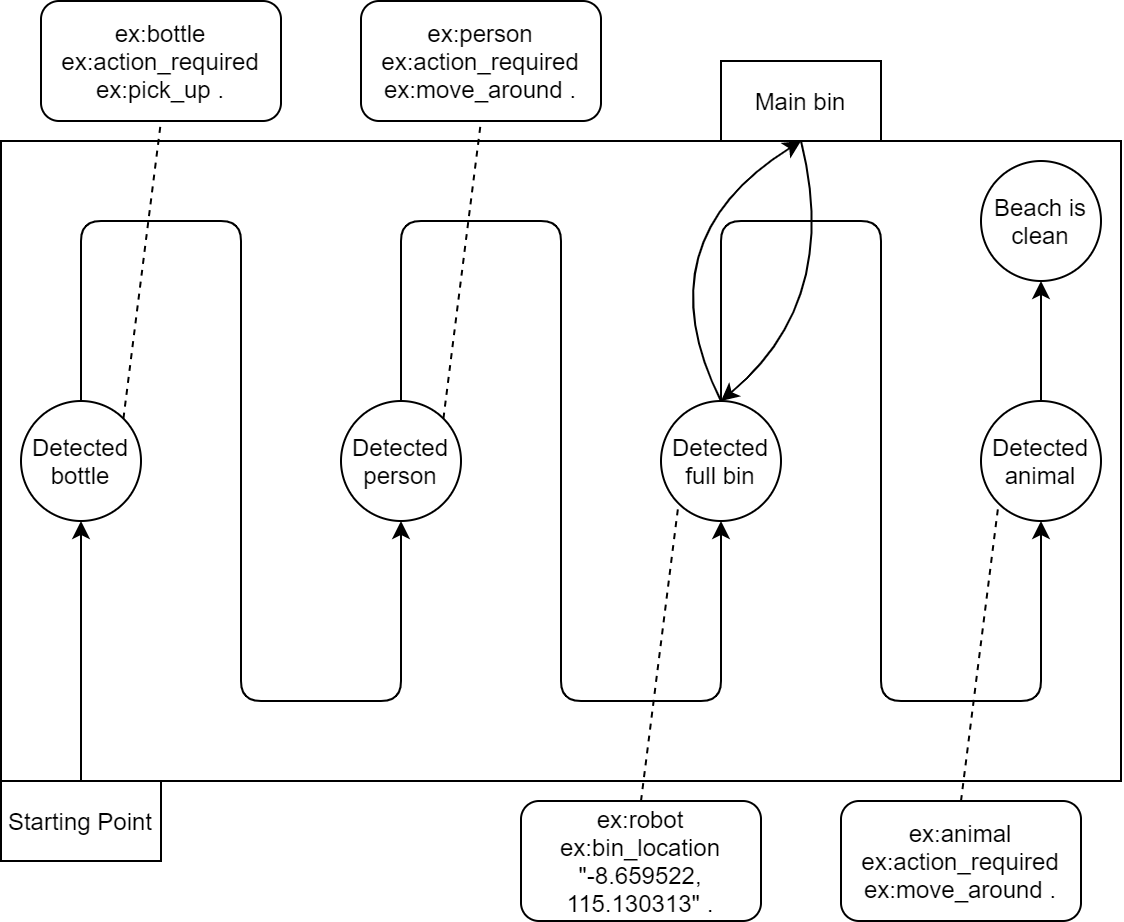 ex:bottle
ex:action_required
ex:pick_up .
ex:person
ex:action_required
ex:move_around .
Main bin
Beach is
clean
Detected
bottle
Detected
person
Detected
full bin
Detected
animal
Starting Point
ex:robot
ex:bin_location
"-8.659522,
115.130313" .
ex:animal
ex:action_required
ex:move_around .